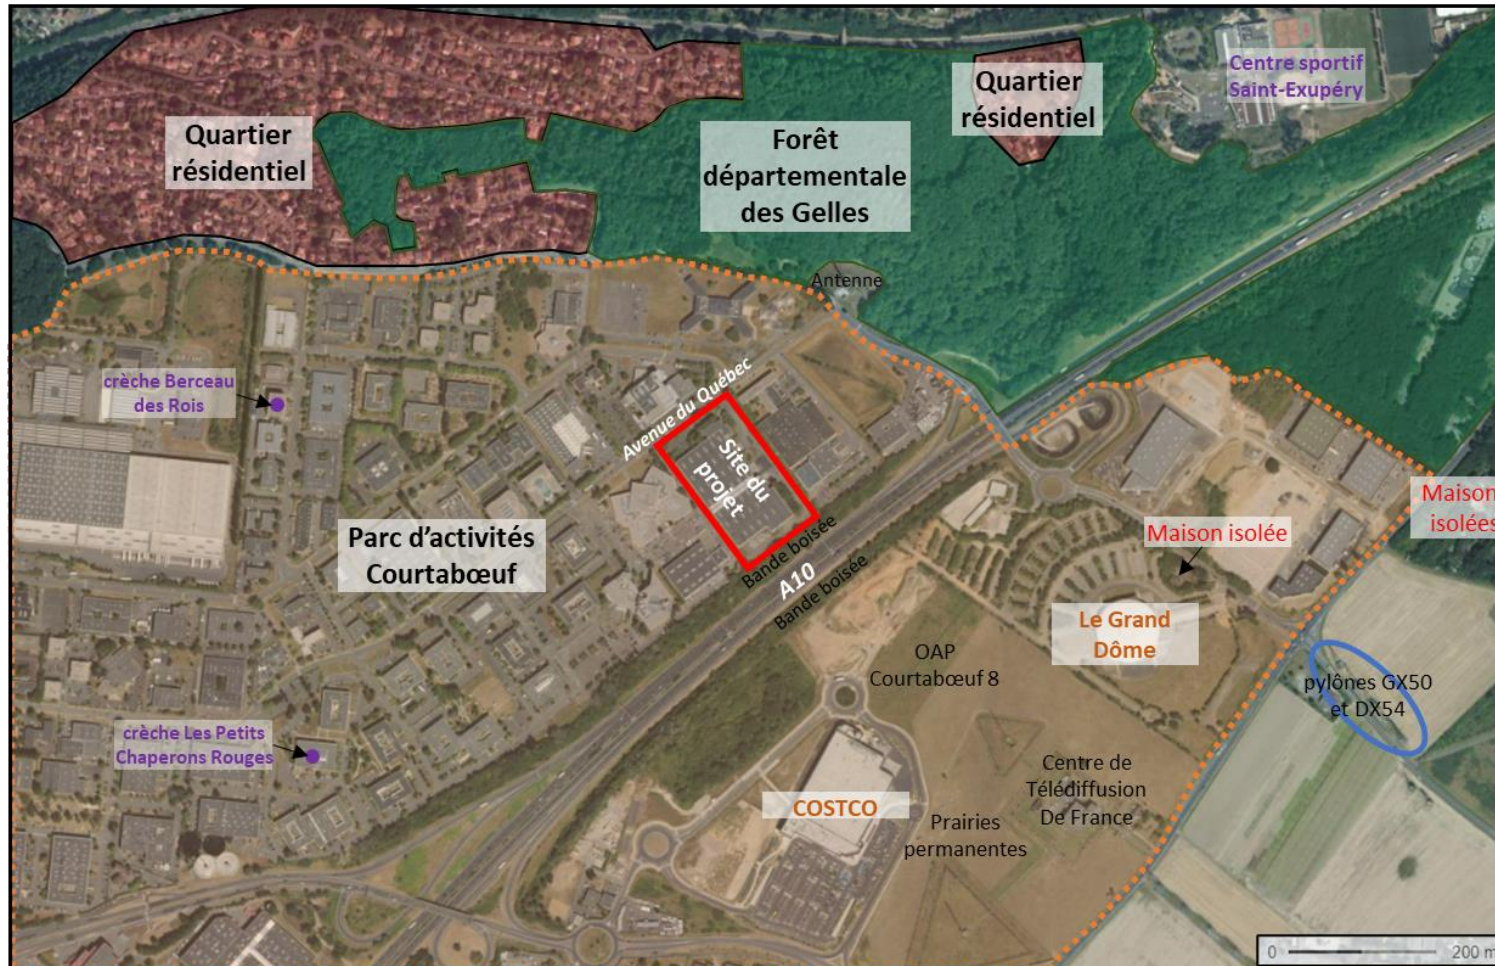 Centre sportif
Saint-Exupéry
Quartier
résidentiel
Quartier
résidentiel
Forêt
départementale
des Gelles
Antenne
crèche Berceau
des Rois
Avenue du Québec
Site du
projet
Parc d’activités
Courtabœuf
Bande boisée
A10
Bande boisée
Maison isolée
Maison
isolées
Le Grand
Dôme
OAP
Courtabœuf 8
pylônes GX50
et DX54
crèche Les Petits
Chaperons Rouges
Centre de
Télédiffusion
De France
COSTCO
Prairies
permanentes
0 200 m